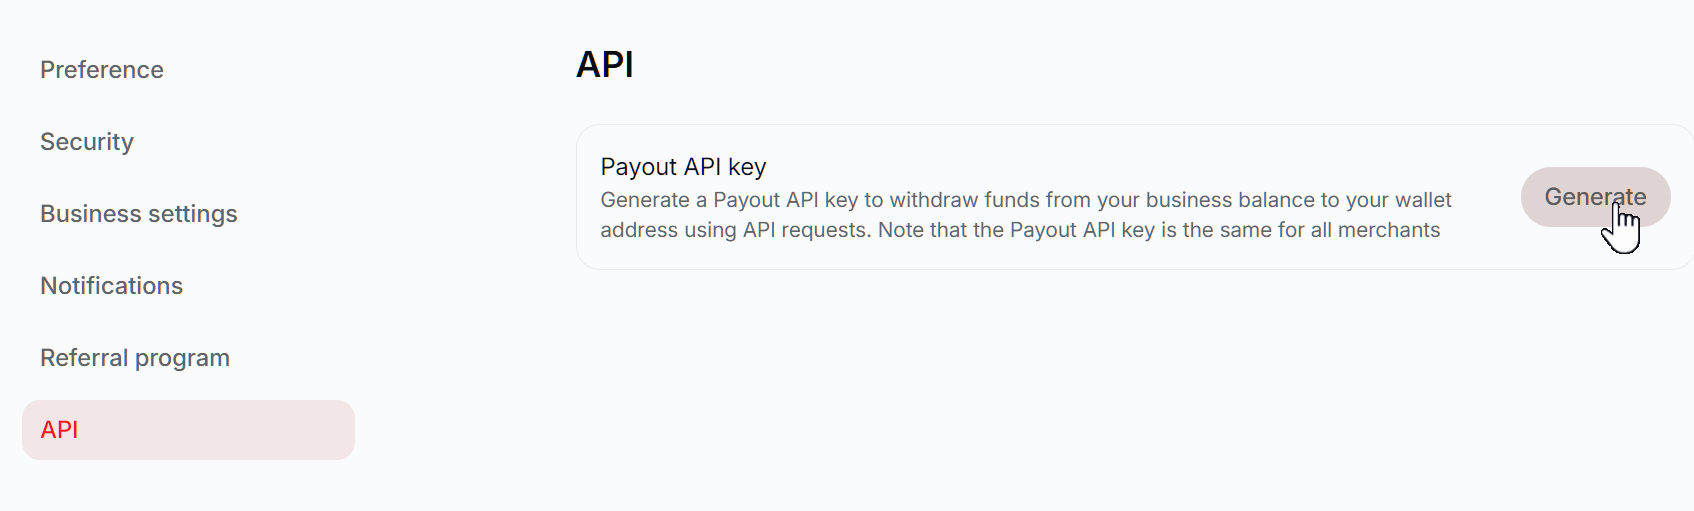 Preference
Security
Business settings
Notifications
Referral program
API
API
Payout API key
Generate a Payout API key to withdraw funds from your business balance to your wallet
address using API requests. Note that the Payout API key is the same for all merchants
Generate